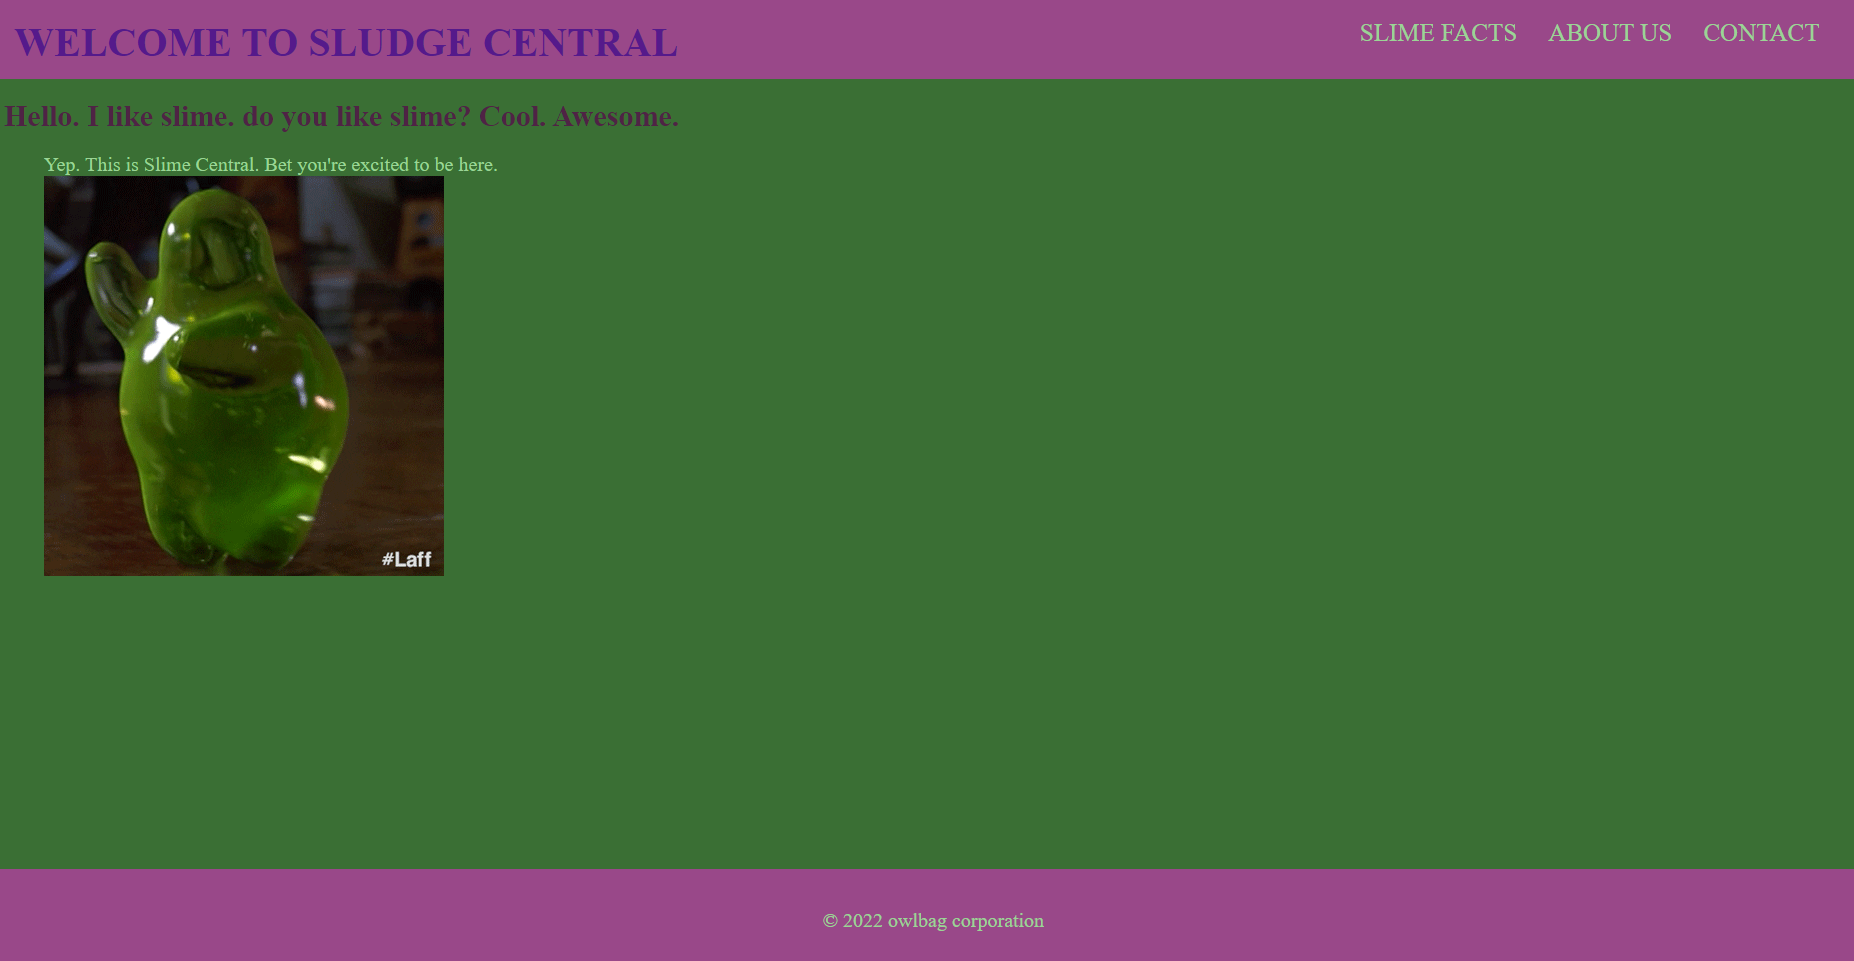 WELCOME TO SLUDGE CENTRAL
SLIME FACTS ABOUT US CONTACT
Hello. I like slime. do you like slime? Cool. Awesome.
Yep. This is Slime Central. Bet you're excited to be here.
#Laff
© 2022 owlbag corporation